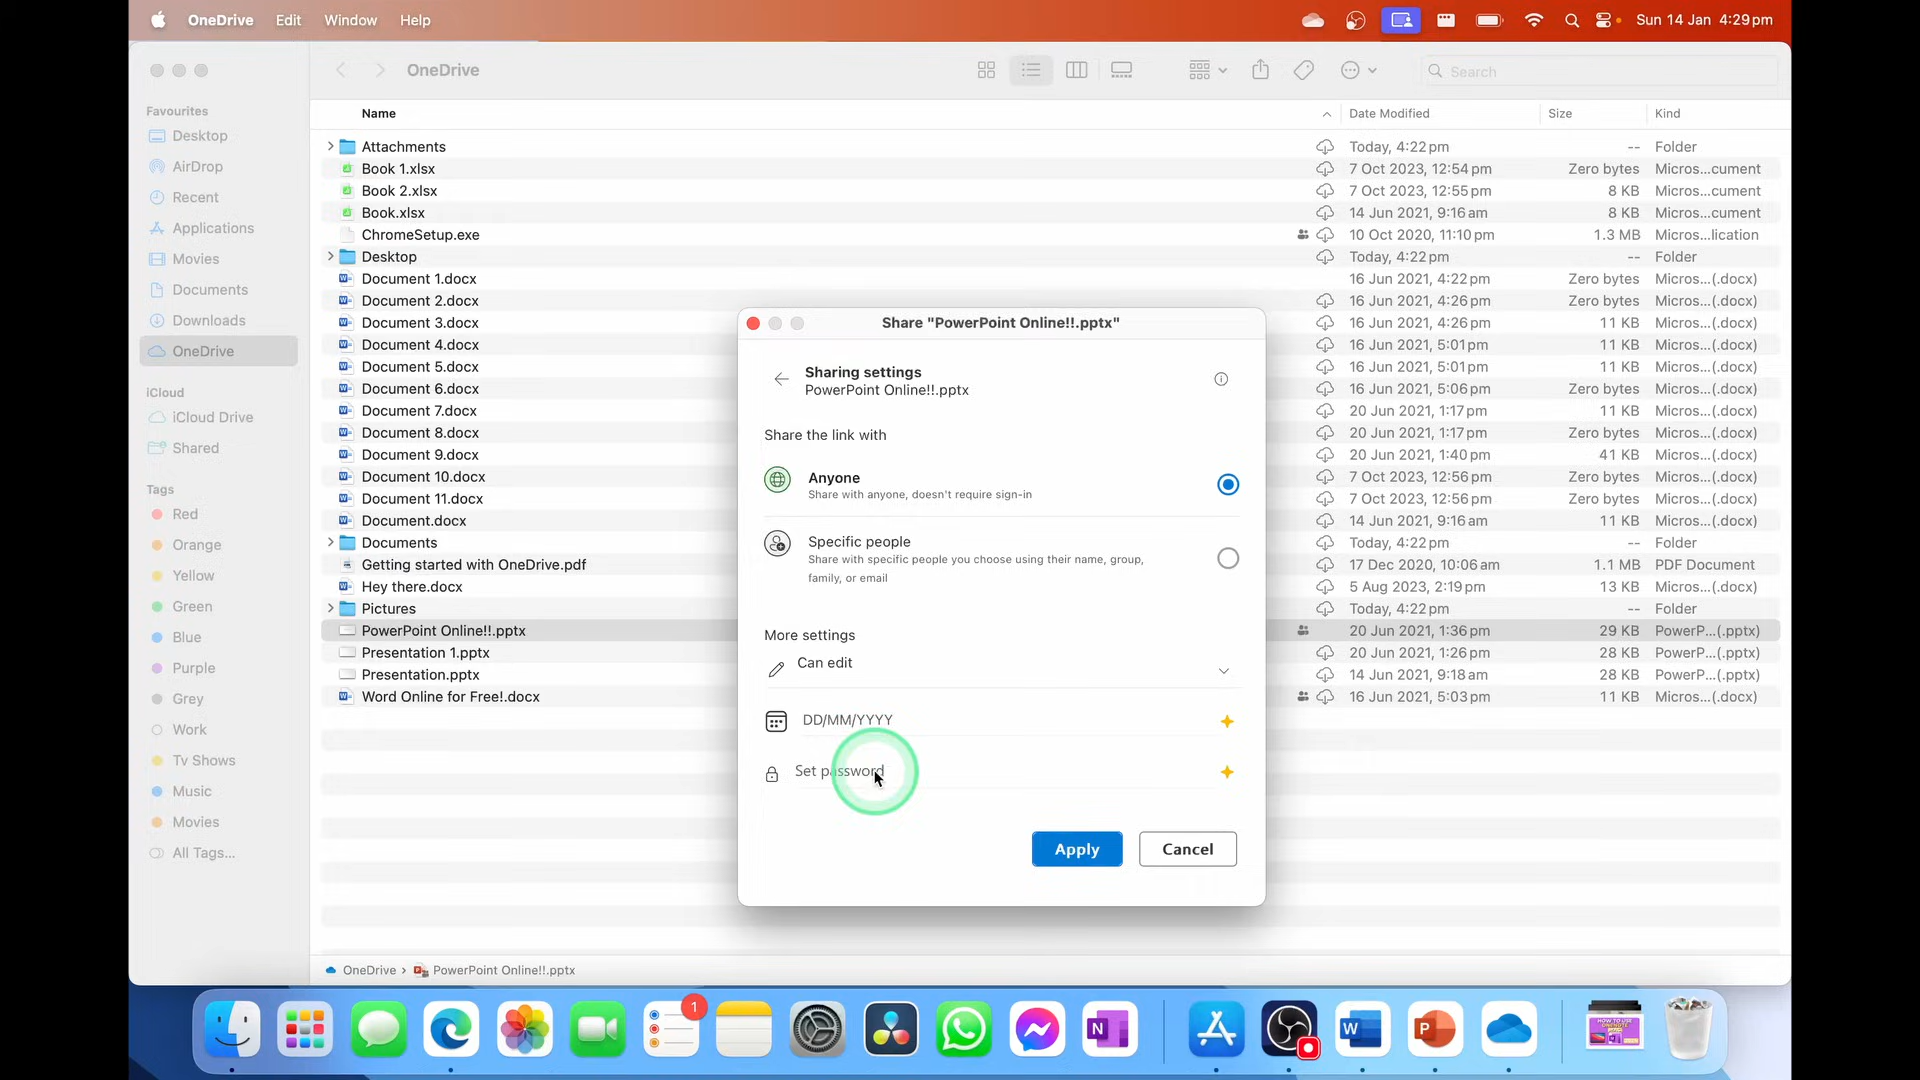 OneDrive Edit Window Help Sun 14 Jan 4:29 pm
OneDrive Search
Favourites
Desktop
AirDrop
Recent
Applications
Movies
Documents
Downloads
OneDrive
iCloud
iCloud Drive
Shared
Tags
Red
Orange
Yellow
Green
Blue
Purple
Grey
Work
Tv Shows
Music
Movies
All Tags...
Name Date Modified Size Kind
Attachments Today, 4:22 pm -- Folder
Book 1.xlsx 7 Oct 2023, 12:54 pm Zero bytes Micros...cument
Book 2.xlsx 7 Oct 2023, 12:55 pm 8 KB Micros...cument
Book.xlsx 14 Jun 2021, 9:16 am 8 KB Micros...cument
ChromeSetup.exe 10 Oct 2020, 11:10 pm 1.3 MB Micros...lication
Desktop Today, 4:22 pm -- Folder
Document 1.docx 16 Jun 2021, 4:22 pm Zero bytes Micros...(.docx)
Document 2.docx 16 Jun 2021, 4:26 pm Zero bytes Micros...(.docx)
Document 3.docx 16 Jun 2021, 4:26 pm 11 KB Micros...(.docx)
Document 4.docx 16 Jun 2021, 5:01 pm 11 KB Micros...(.docx)
Document 5.docx 16 Jun 2021, 5:01 pm 11 KB Micros...(.docx)
Document 6.docx 16 Jun 2021, 5:06 pm Zero bytes Micros...(.docx)
Document 7.docx 20 Jun 2021, 1:17 pm 11 KB Micros...(.docx)
Document 8.docx 20 Jun 2021, 1:17 pm Zero bytes Micros...(.docx)
Document 9.docx 20 Jun 2021, 1:40 pm 41 KB Micros...(.docx)
Document 10.docx 7 Oct 2023, 12:56 pm Zero bytes Micros...(.docx)
Document 11.docx 7 Oct 2023, 12:56 pm Zero bytes Micros...(.docx)
Document.docx 14 Jun 2021, 9:16 am 11 KB Micros...(.docx)
Documents Today, 4:22 pm -- Folder
Getting started with OneDrive.pdf 17 Dec 2020, 10:06 am 1.1 MB PDF Document
Hey there.docx 5 Aug 2023, 2:19 pm 13 KB Micros...(.docx)
Pictures Today, 4:22 pm -- Folder
PowerPoint Online!!.pptx 20 Jun 2021, 1:36 pm 29 KB PowerP...(.pptx)
Presentation 1.pptx 20 Jun 2021, 1:26 pm 28 KB PowerP...(.pptx)
Presentation.pptx 14 Jun 2021, 9:18 am 28 KB PowerP...(.pptx)
Word Online for Free!.docx 16 Jun 2021, 5:03 pm 11 KB Micros...(.docx)
Share "PowerPoint Online!!.pptx"
Sharing settings
PowerPoint Online!!.pptx
Share the link with
Anyone
Share with anyone, doesn't require sign-in
Specific people
Share with specific people you choose using their name, group,
family, or email
More settings
Can edit
DD/MM/YYYY
Set password
Apply Cancel
OneDrive › PowerPoint Online!!.pptx
1
N
W
P